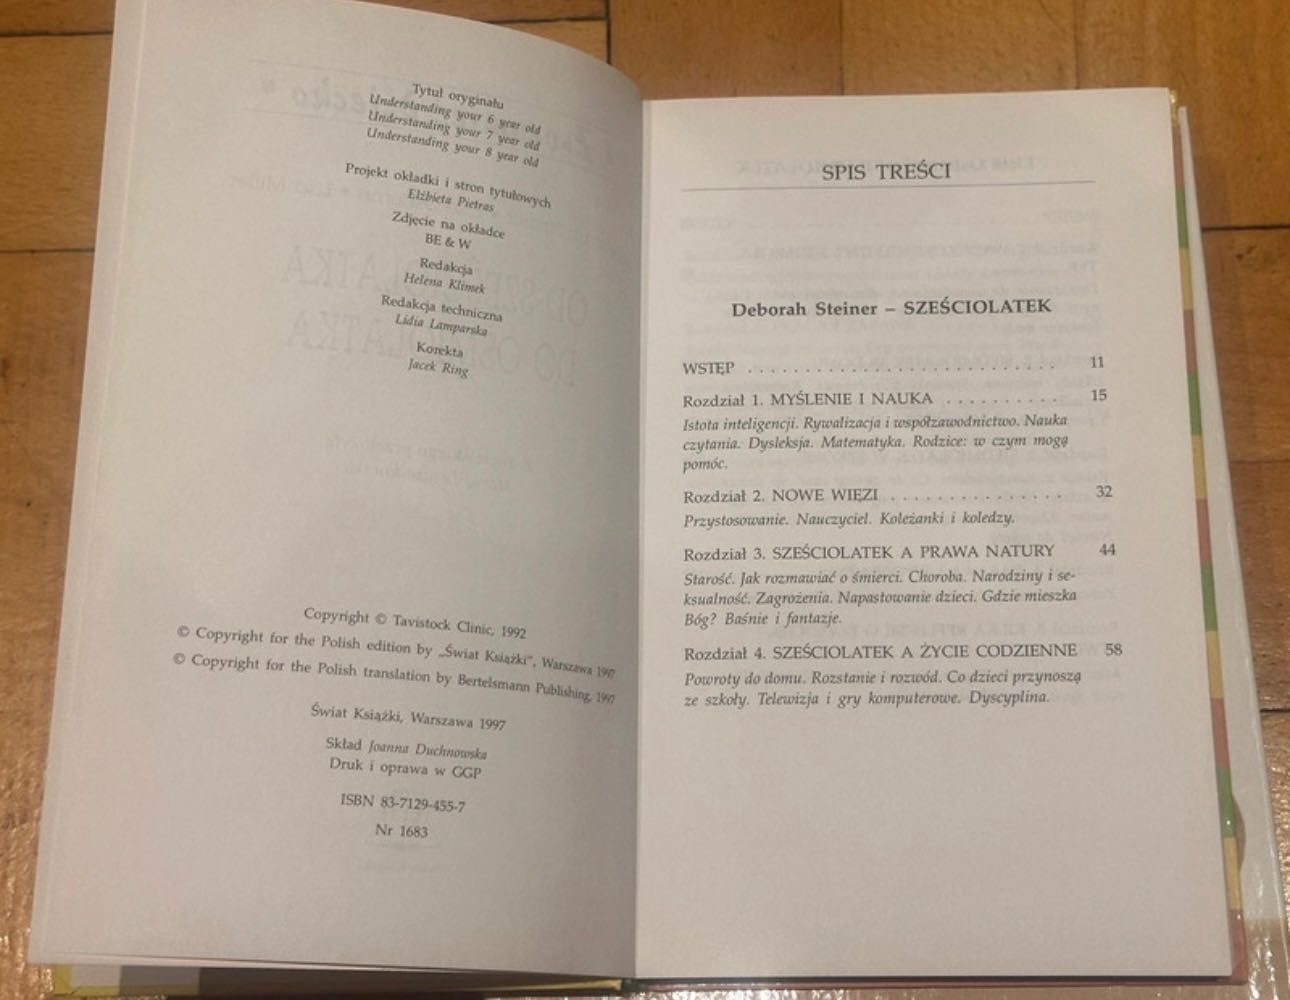 Tytuł oryginału
Understanding your 6 year old
Understanding your 7 year old
Understanding your 8 year old
Projekt okładki i stron tytułowych
Elżbieta Pietras
Zdjęcie na okładce
BE & W
Redakcja
Helena Klimek
Redakcja techniczna
Lidia Lamparska
Korekta
Jacek Ring
Copyright © Tavistock Clinic, 1992
© Copyright for the Polish edition by „Świat Książki", Warszawa 1997
© Copyright for the Polish translation by Bertelsmann Publishing, 1997
Świat Książki, Warszawa 1997
Skład Joanna Duchnowska
Druk i oprawa w GGP
ISBN 83-7129-455-7
Nr 1683
SPIS TREŚCI
Deborah Steiner – SZEŚCIOLATEK
WSTĘP . . . . . . . . . . . . . . . . . . . . . . . . . . . 11
Rozdział 1. MYŚLENIE I NAUKA . . . . . . . . . . 15
Istota inteligencji. Rywalizacja i współzawodnictwo. Nauka
czytania. Dysleksja. Matematyka. Rodzice: w czym mogą
pomóc.
Rozdział 2. NOWE WIĘZI . . . . . . . . . . . . . . . 32
Przystosowanie. Nauczyciel. Koleżanki i koledzy.
Rozdział 3. SZEŚCIOLATEK A PRAWA NATURY 44
Starość. Jak rozmawiać o śmierci. Choroba. Narodziny i se-
ksualność. Zagrożenia. Napastowanie dzieci. Gdzie mieszka
Bóg? Baśnie i fantazje.
Rozdział 4. SZEŚCIOLATEK A ŻYCIE CODZIENNE 58
Powroty do domu. Rozstanie i rozwód. Co dzieci przynoszą
ze szkoły. Telewizja i gry komputerowe. Dyscyplina.